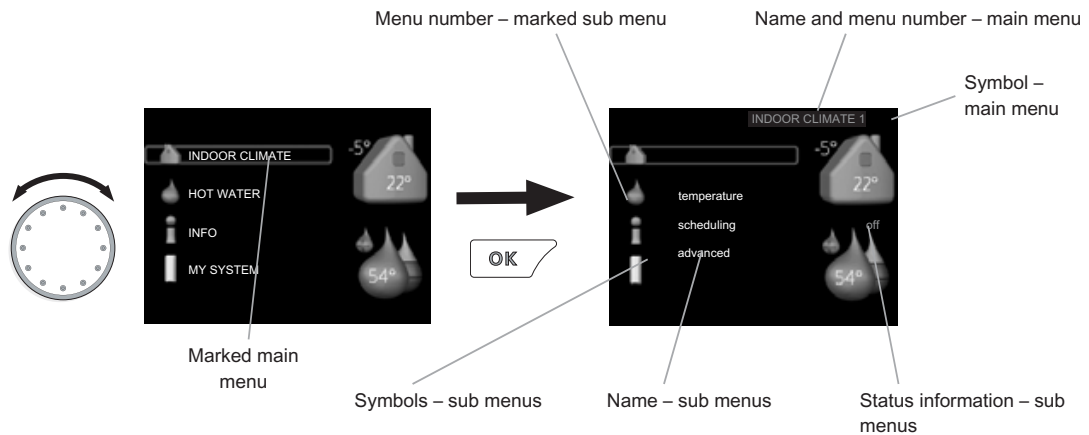 Menu number – marked sub menu
Name and menu number – main menu
Symbol –
main menu
INDOOR CLIMATE
HOT WATER
INFO
MY SYSTEM
-5°
22°
54°
OK
INDOOR CLIMATE 1
temperature
scheduling
advanced
off
-5°
22°
54°
Marked main
menu
Symbols – sub menus
Name – sub menus
Status information – sub
menus